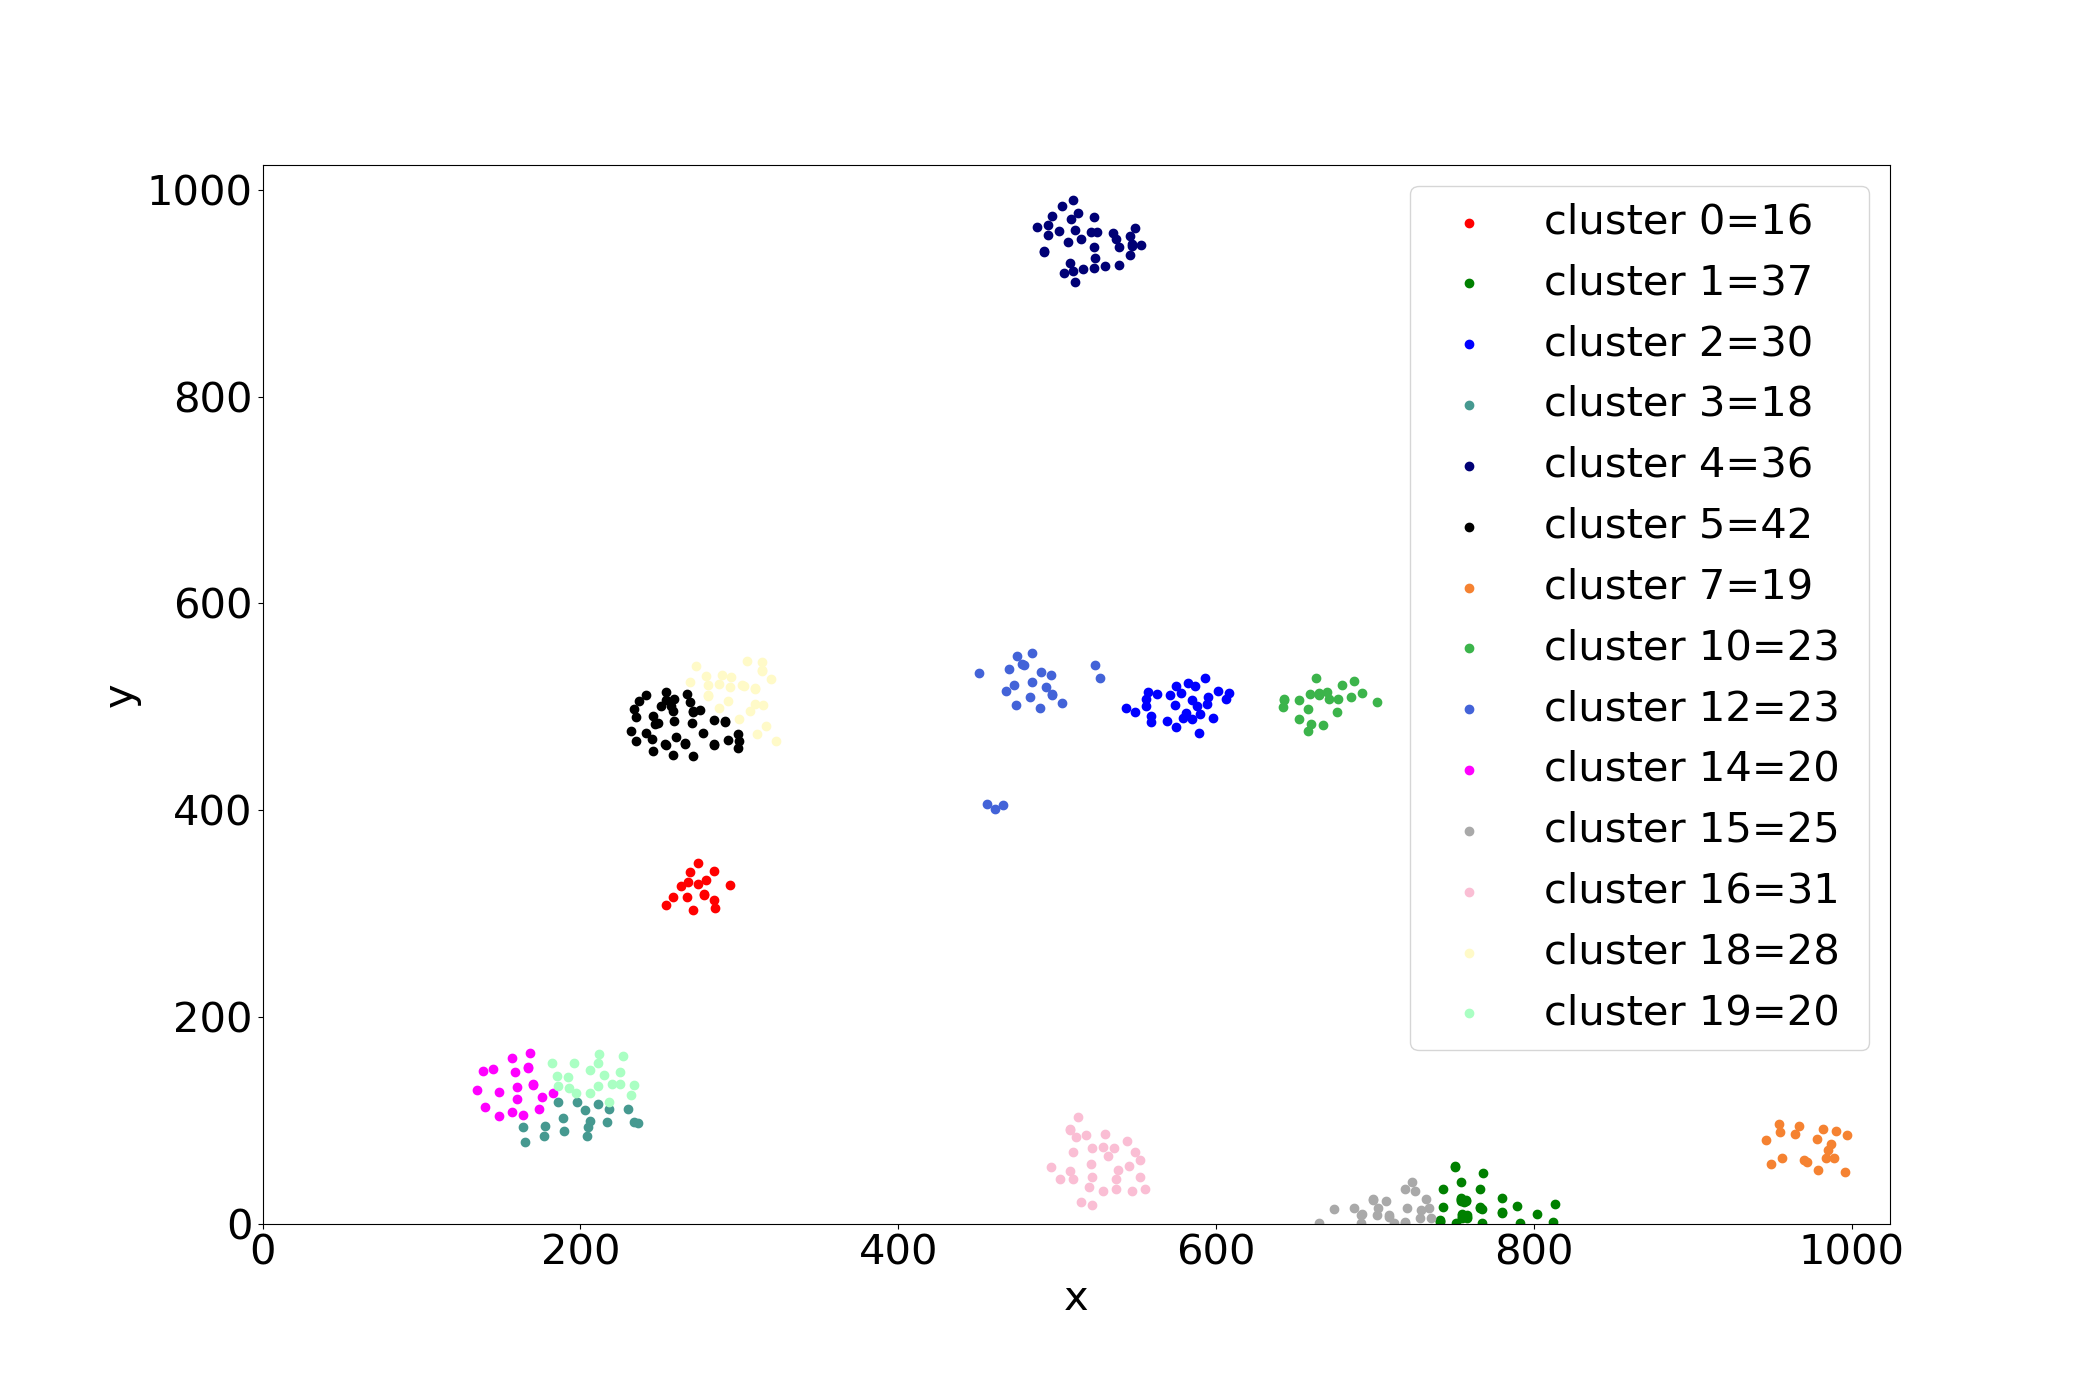 1000
800
600
400
200
0
y
0 200 400 600 800 1000
x
cluster 0=16
cluster 1=37
cluster 2=30
cluster 3=18
cluster 4=36
cluster 5=42
cluster 7=19
cluster 10=23
cluster 12=23
cluster 14=20
cluster 15=25
cluster 16=31
cluster 18=28
cluster 19=20